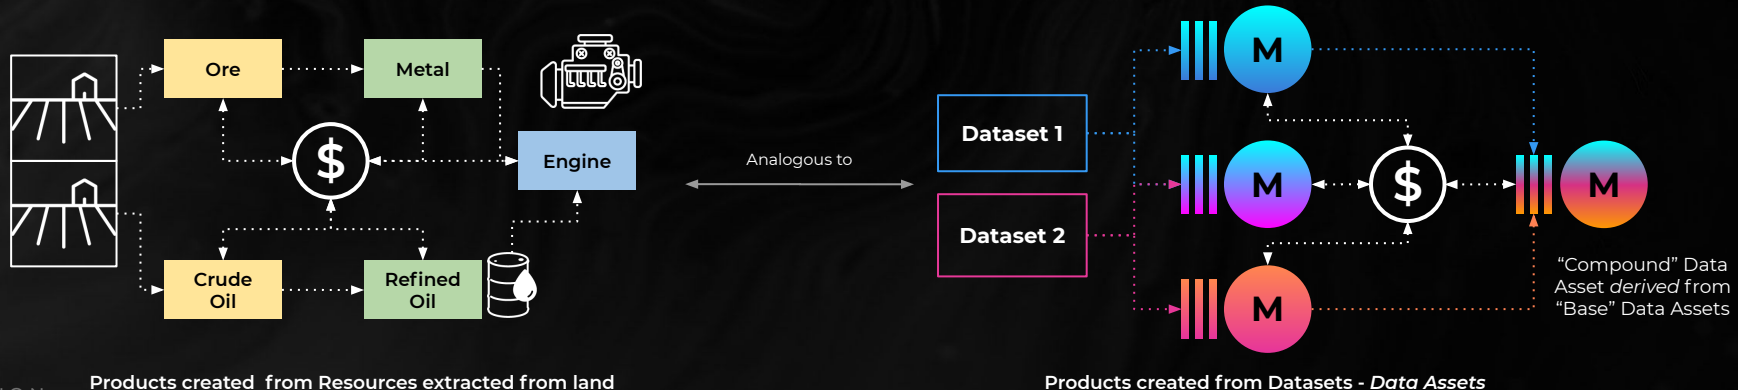 Ore
Metal
$
Engine
Crude
Oil
Refined
Oil
Products created from Resources extracted from land
Analogous to
Dataset 1
Dataset 2
M
M
M
$
M
“Compound” Data
Asset derived from
“Base” Data Assets
Products created from Datasets - Data Assets